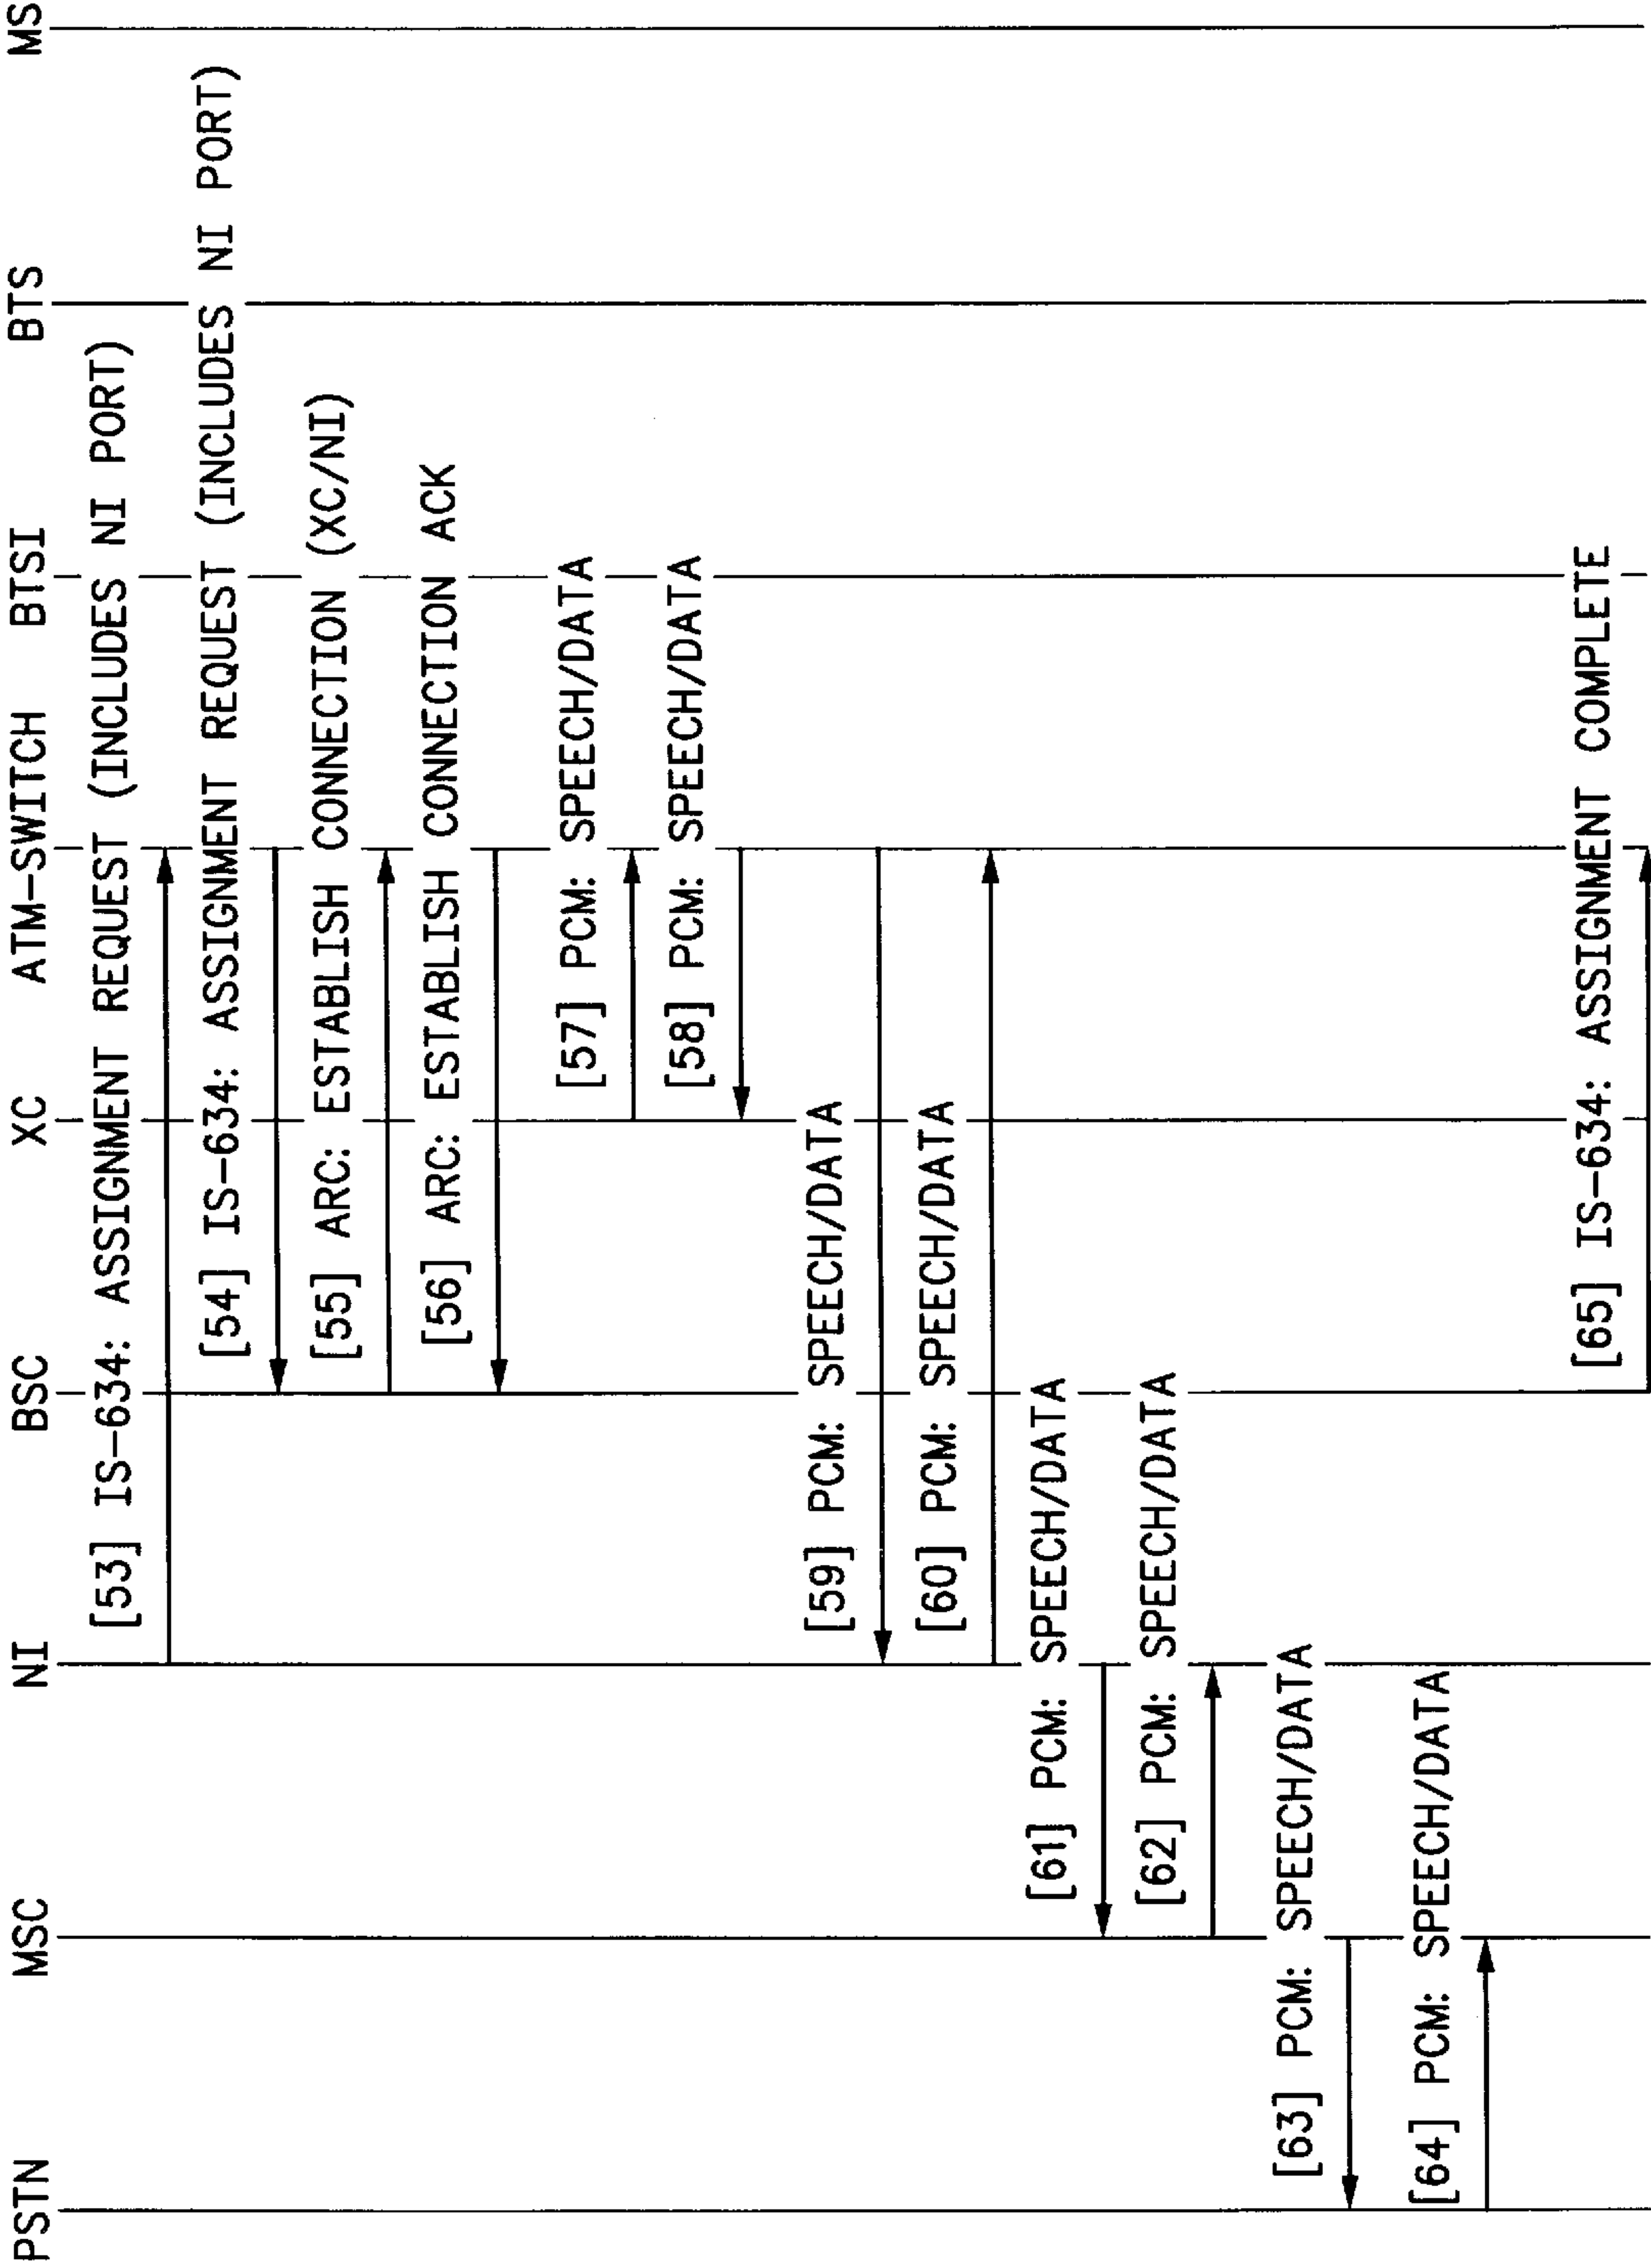 PSTN MSC NI BSC XC ATM-SWITCH BTSI BTS MS
[53] IS-634: ASSIGNMENT REQUEST (INCLUDES NI PORT)
[54] IS-634: ASSIGNMENT REQUEST (INCLUDES NI PORT)
[55] ARC: ESTABLISH CONNECTION (XC/NI)
[56] ARC: ESTABLISH CONNECTION ACK
[57] PCM: SPEECH/DATA
[58] PCM: SPEECH/DATA
[59] PCM: SPEECH/DATA
[60] PCM: SPEECH/DATA
[61] PCM: SPEECH/DATA
[62] PCM: SPEECH/DATA
[63] PCM: SPEECH/DATA
[64] PCM: SPEECH/DATA
[65] IS-634: ASSIGNMENT COMPLETE